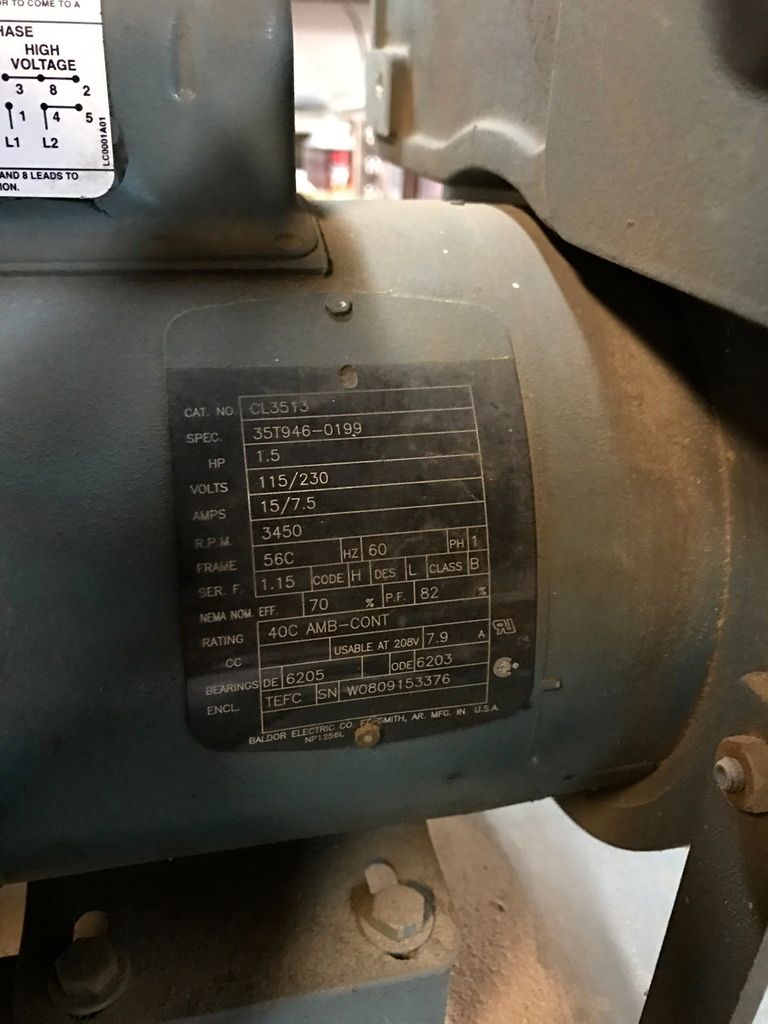 OR TO COME TO A
HASE
HIGH
VOLTAGE
3 8 2
1 4 5
L1 L2
LC0001A01
AND 8 LEADS TO
ION.
CAT. NO. CL3513
SPEC. 35T946-0199
HP 1.5
VOLTS 115/230
AMPS 15/7.5
R.P.M. 3450
FRAME 56C HZ 60 PH 1
SER. F. 1.15 CODE H DES L CLASS B
NEMA NOM. EFF. 70 % P.F. 82 %
RATING 40C AMB-CONT
CC USABLE AT 208V 7.9 A
BEARINGS DE 6205 ODE 6203
ENCL. TEFC SN W0809153376
BALDOR ELECTRIC CO. SMITH, AR. MFG. IN U.S.A.
NP1256L